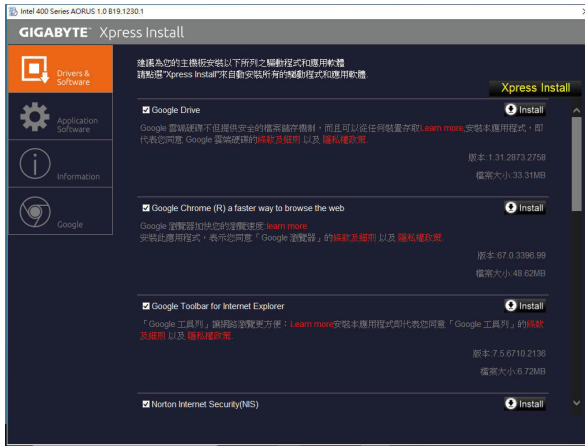 Intel 400 Series AORUS 1.0 B19.1230.1
GIGABYTE™ Xpress Install
Drivers &
Software
Application
Software
Information
Google
建議為您的主機板安裝以下所列之驅動程式和應用軟體
請點選"Xpress Install"來自動安裝所有的驅動程式和應用軟體.
Xpress Install
Google Drive
Install
Google 雲端硬碟不但提供安全的檔案儲存機制，而且可以從任何裝置存取Learn more,安裝本應用程式，即
代表您同意 Google 雲端硬碟的條款及細則 以及 隱私權政策.
版本:1.31.2873.2758
檔案大小:33.31MB
Google Chrome (R) a faster way to browse the web
Install
Google 瀏覽器加快您的瀏覽速度 learn more
安裝此應用程式，表示您同意「Google 瀏覽器」的條款及細則 以及 隱私權政策.
版本:67.0.3396.99
檔案大小:48.62MB
Google Toolbar for Internet Explorer
Install
「Google 工具列」讓網絡瀏覽更方便：Learn more安裝本應用程式即代表您同意「Google 工具列」的條款
及細則 以及 隱私權政策.
版本:7.5.6710.2136
檔案大小:6.72MB
Norton Internet Security(NIS)
Install